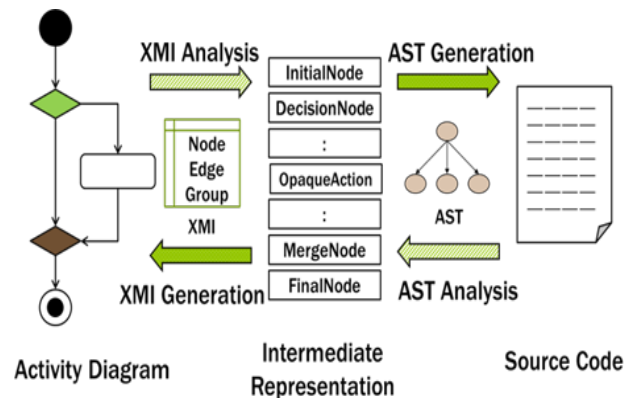 XMI Analysis
AST Generation
InitialNode
DecisionNode
:
OpaqueAction
:
MergeNode
FinalNode
Node
Edge
Group
XMI
AST
XMI Generation
AST Analysis
Activity Diagram
Intermediate
Representation
Source Code